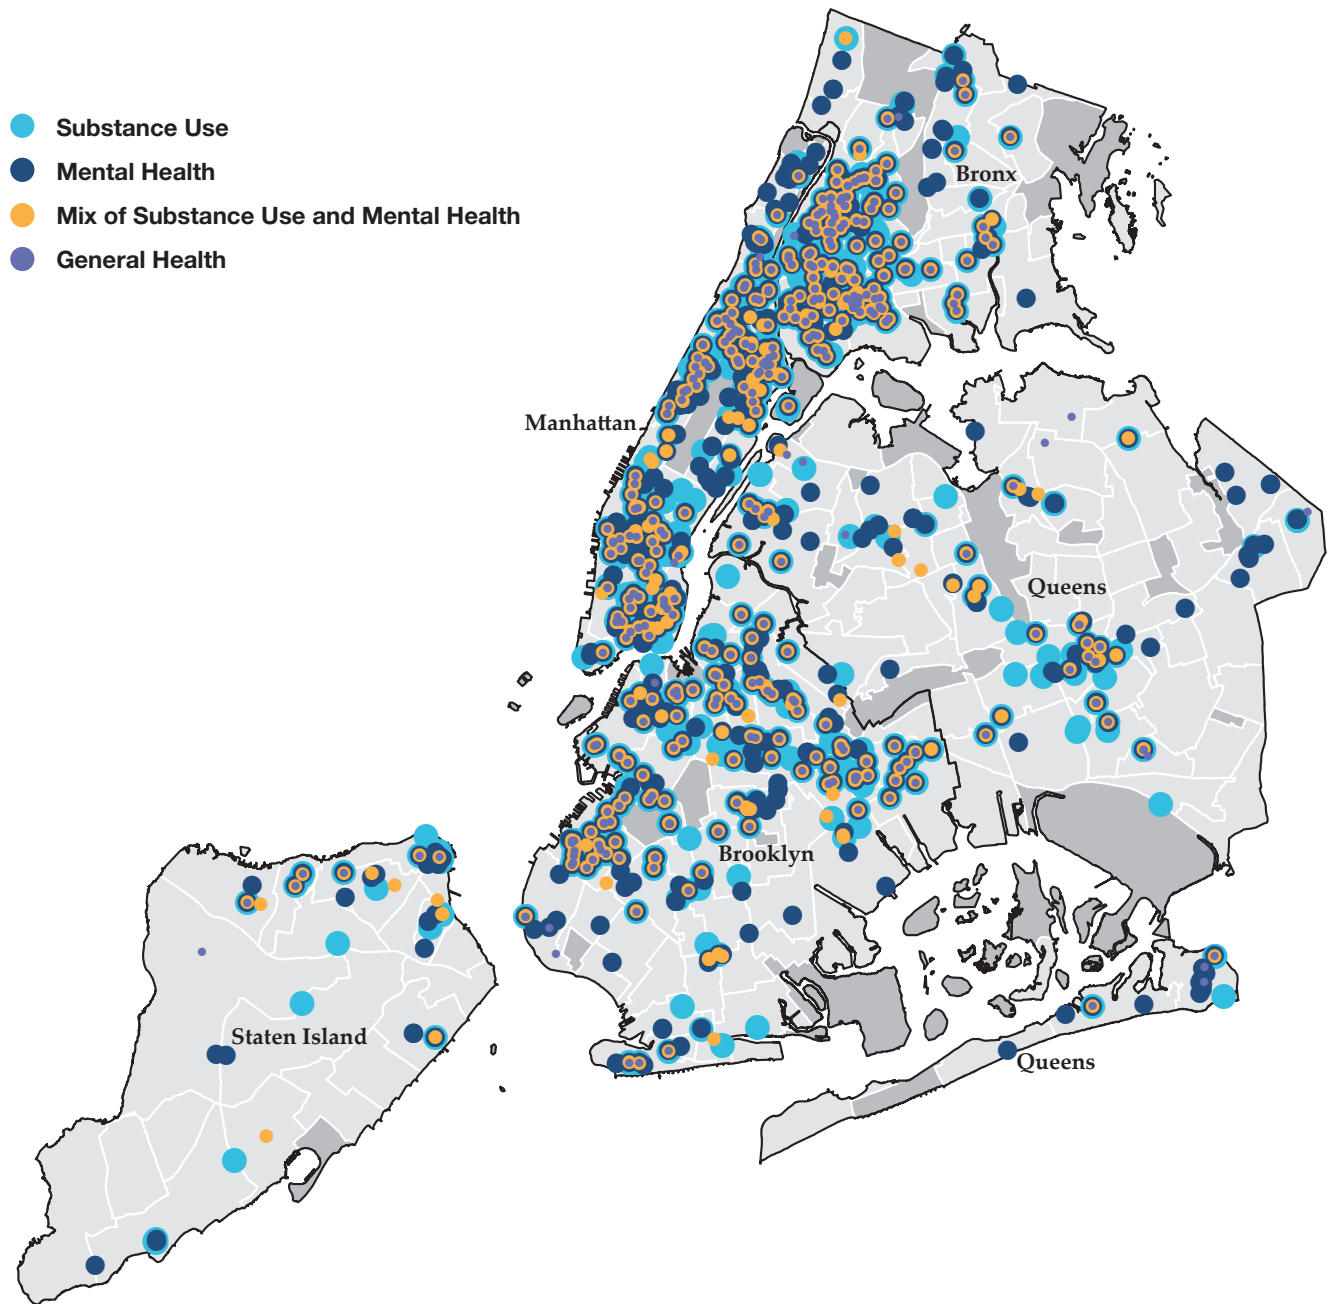 Substance Use
Mental Health
Mix of Substance Use and Mental Health
General Health
Bronx
Manhattan
Queens
Brooklyn
Staten Island
Queens